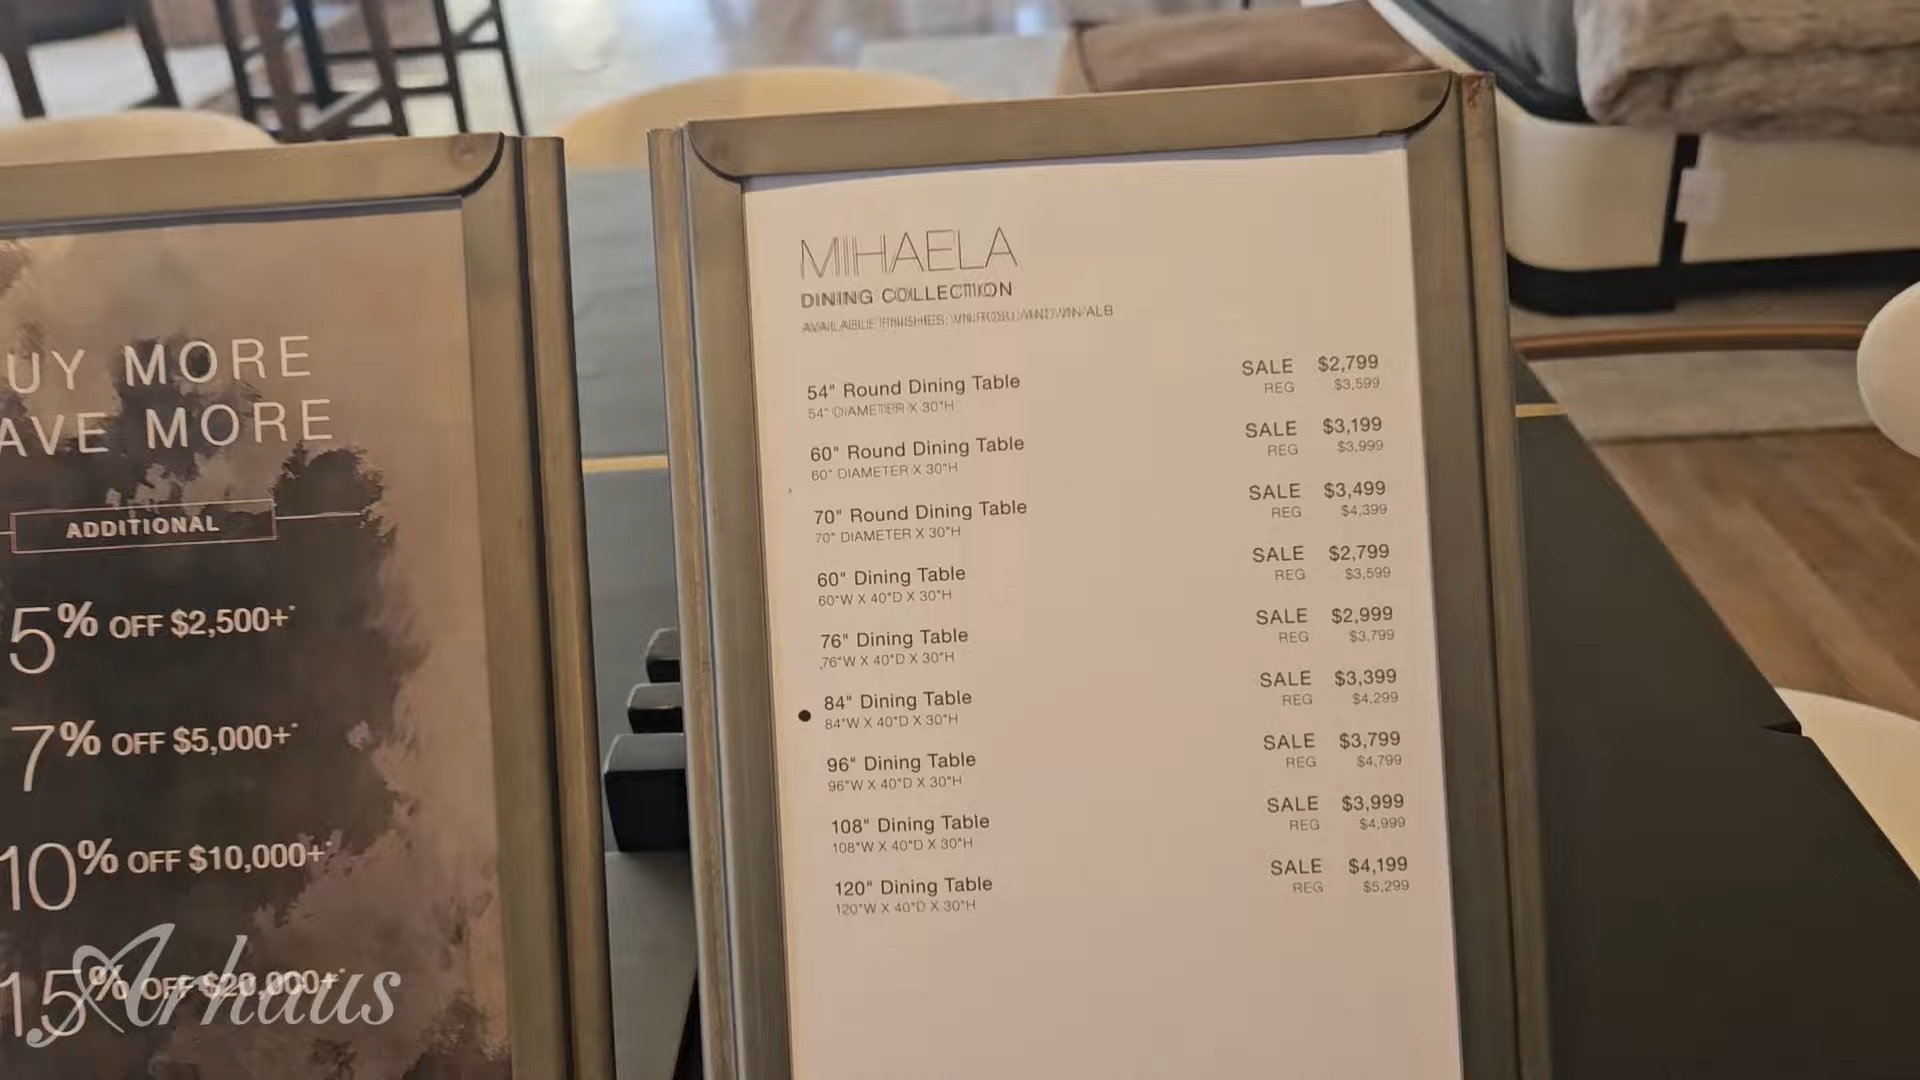 UY MORE
AVE MORE
ADDITIONAL
5% OFF $2,500+*
7% OFF $5,000+*
10% OFF $10,000+*
15% OFF $20,000+*
Arhaus
MIHAELA
DINING COLLECTION
AVAILABLE FINISHES:
54" Round Dining Table SALE $2,799
54" DIAMETER X 30"H REG $3,599
60" Round Dining Table SALE $3,199
60" DIAMETER X 30"H REG $3,999
70" Round Dining Table SALE $3,499
70" DIAMETER X 30"H REG $4,399
60" Dining Table SALE $2,799
60"W X 40"D X 30"H REG $3,599
76" Dining Table SALE $2,999
76"W X 40"D X 30"H REG $3,799
84" Dining Table SALE $3,399
84"W X 40"D X 30"H REG $4,299
96" Dining Table SALE $3,799
96"W X 40"D X 30"H REG $4,799
108" Dining Table SALE $3,999
108"W X 40"D X 30"H REG $4,999
120" Dining Table SALE $4,199
120"W X 40"D X 30"H REG $5,299